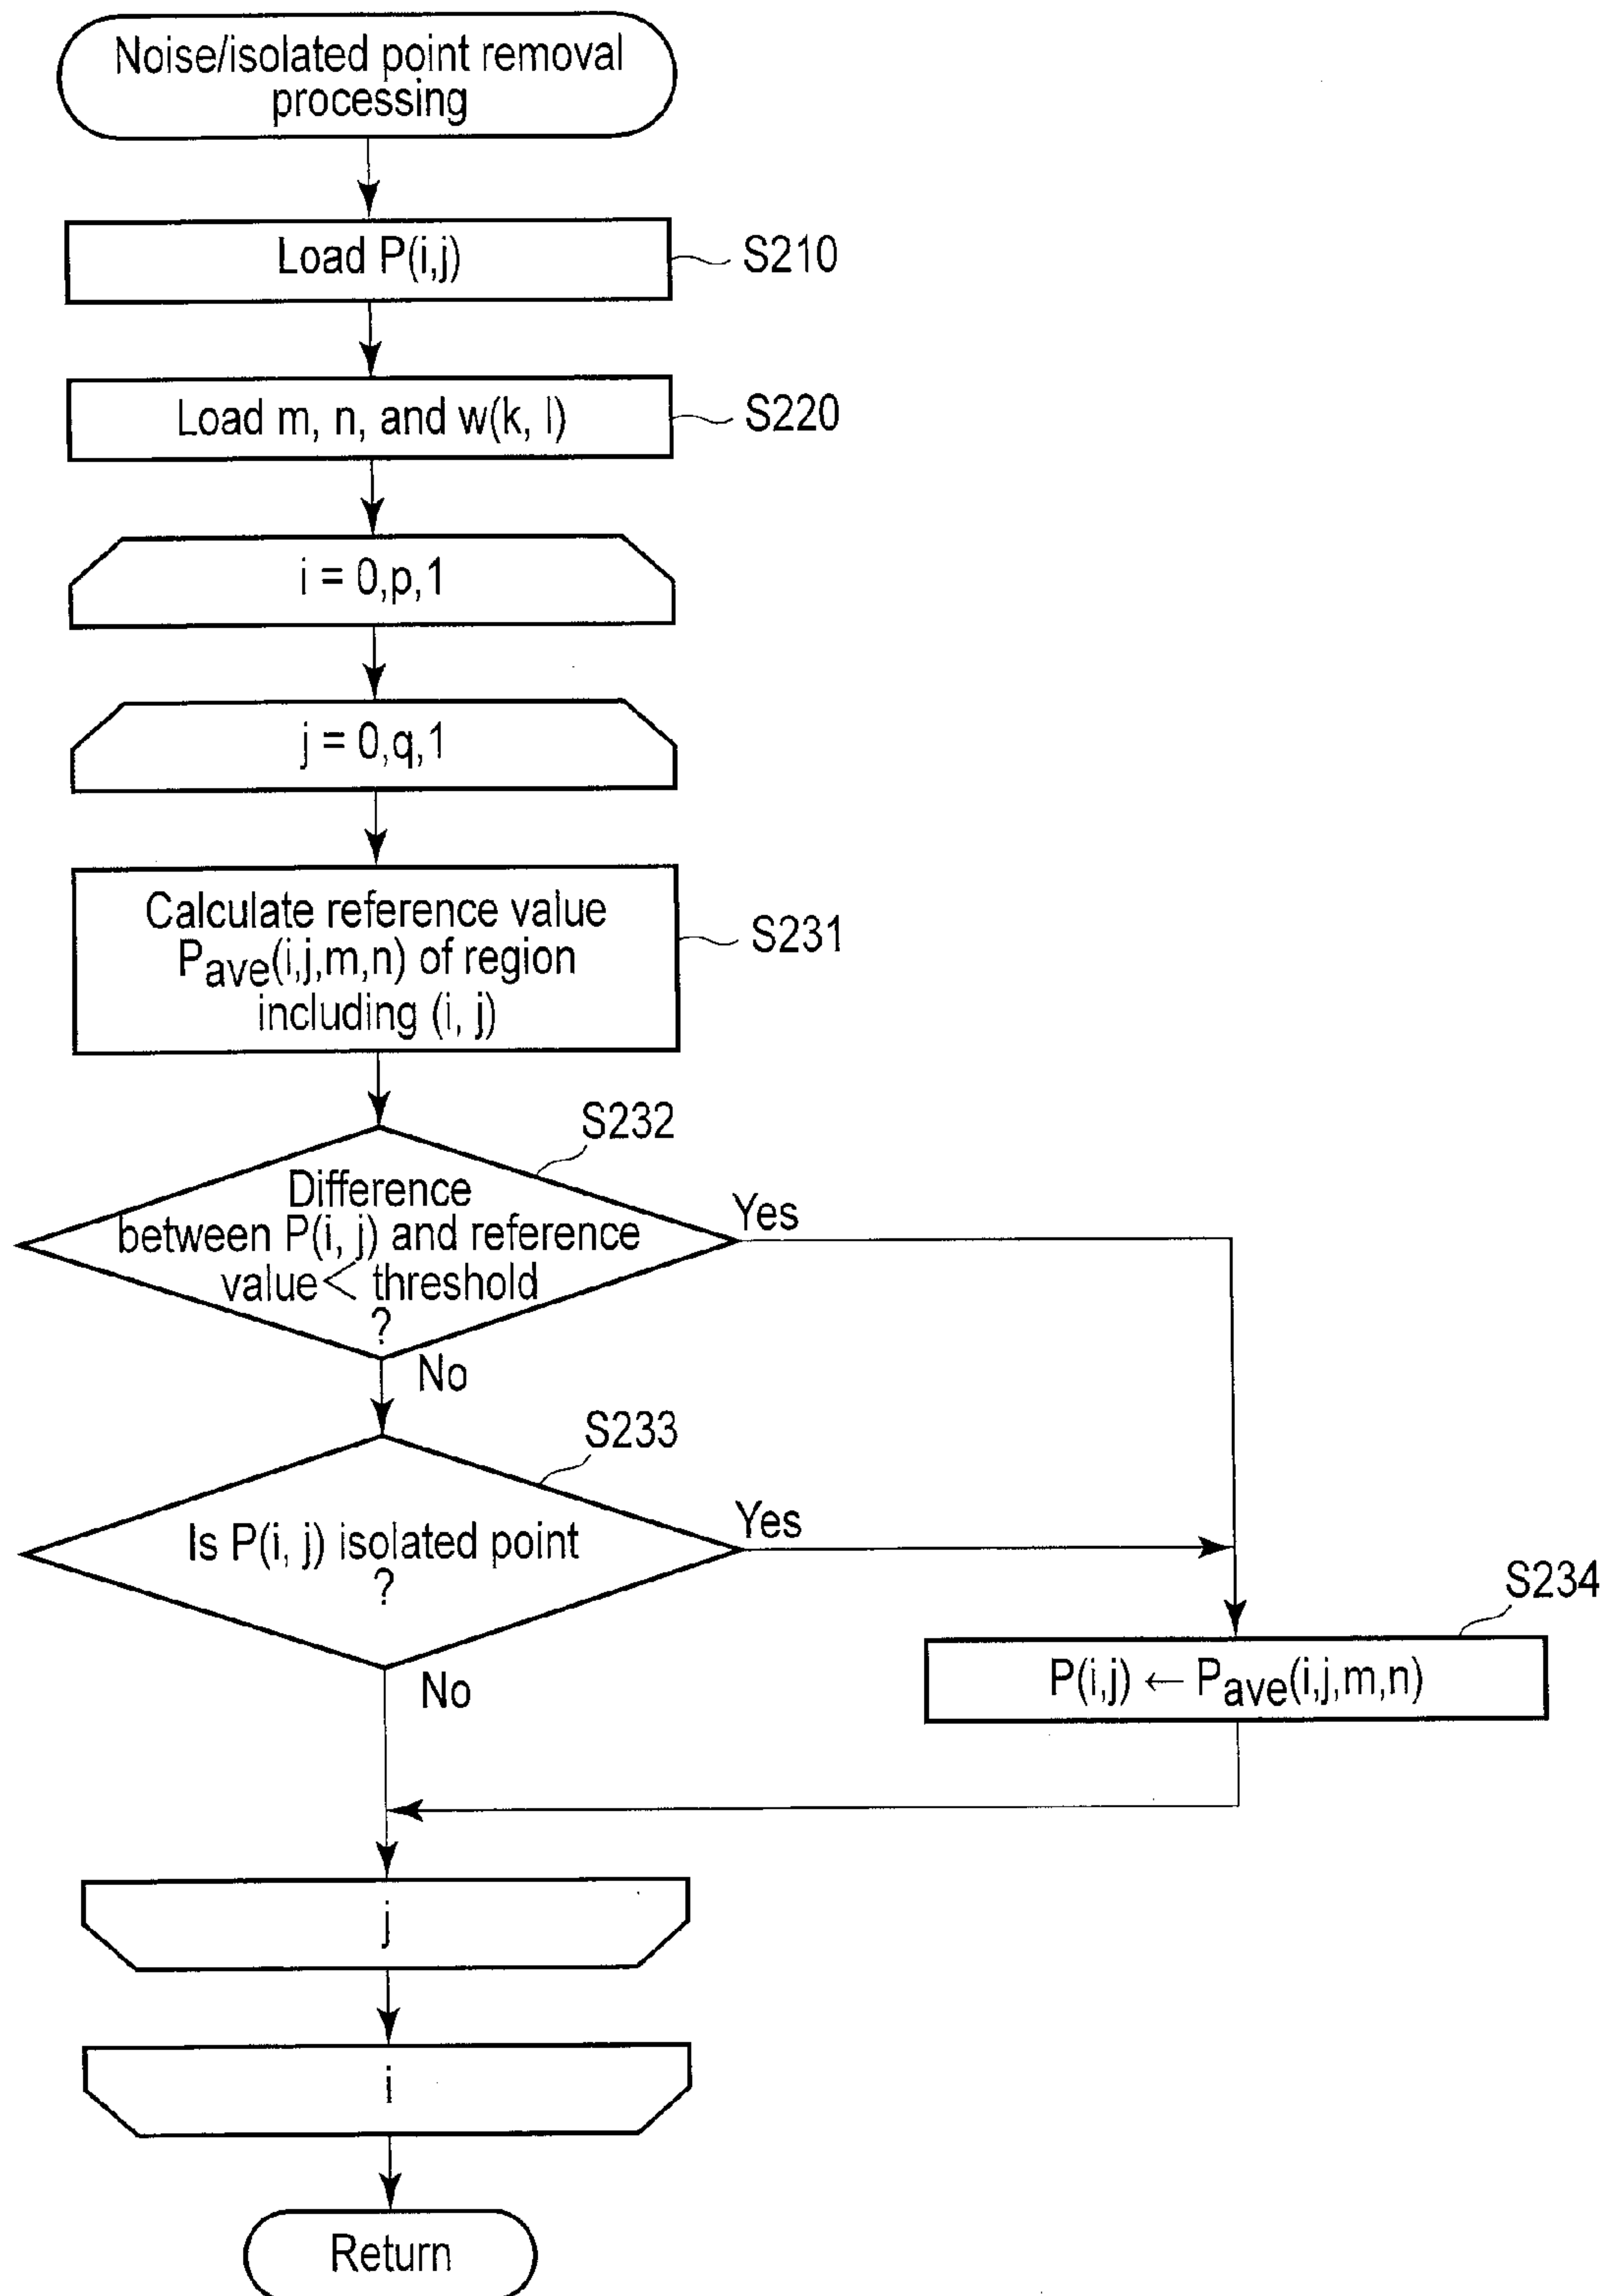 Noise/isolated point removal
processing
Load P(i,j)
S210
Load m, n, and w(k, l)
S220
i = 0,p,1
j = 0,q,1
Calculate reference value
Pave(i,j,m,n) of region
including (i, j)
S231
S232
Difference
between P(i, j) and reference
value< threshold
?
Yes
No
S233
Is P(i, j) isolated point
?
Yes
No
S234
P(i,j) ← Pave(i,j,m,n)
j
i
Return